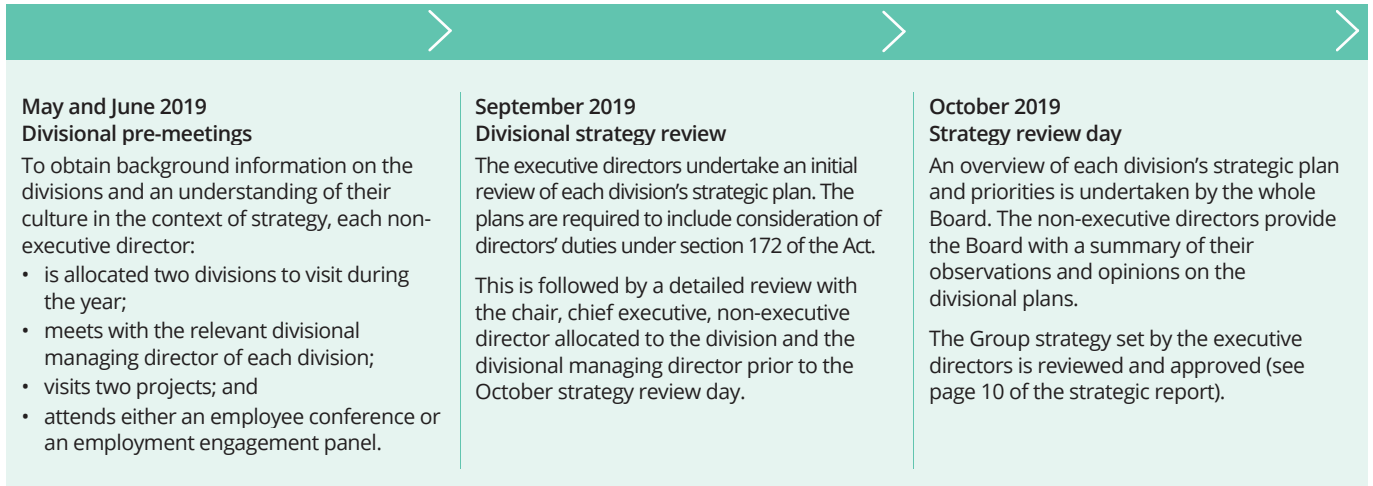 May and June 2019
Divisional pre-meetings
To obtain background information on the
divisions and an understanding of their
culture in the context of strategy, each non-
executive director:
• is allocated two divisions to visit during
the year;
• meets with the relevant divisional
managing director of each division;
• visits two projects; and
• attends either an employee conference or
an employment engagement panel.
September 2019
Divisional strategy review
The executive directors undertake an initial
review of each division’s strategic plan. The
plans are required to include consideration of
directors’ duties under section 172 of the Act.
This is followed by a detailed review with
the chair, chief executive, non-executive
director allocated to the division and the
divisional managing director prior to the
October strategy review day.
October 2019
Strategy review day
An overview of each division’s strategic plan
and priorities is undertaken by the whole
Board. The non-executive directors provide
the Board with a summary of their
observations and opinions on the
divisional plans.
The Group strategy set by the executive
directors is reviewed and approved (see
page 10 of the strategic report).